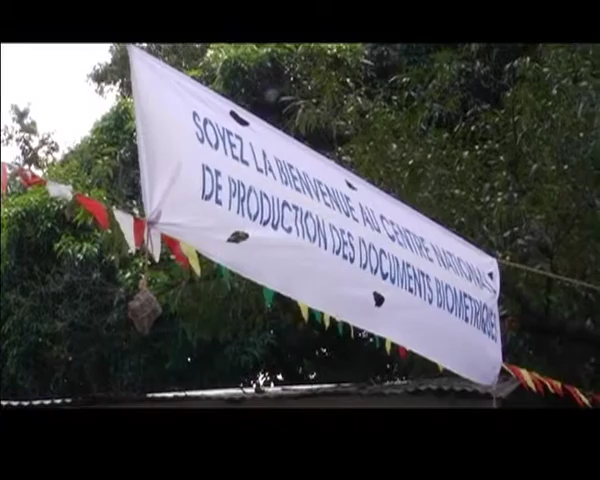 SOYEZ LA BIENVENUE AU CENTRE NATIONAL
DE PRODUCTION DES DOCUMENTS BIOMETRIQUES